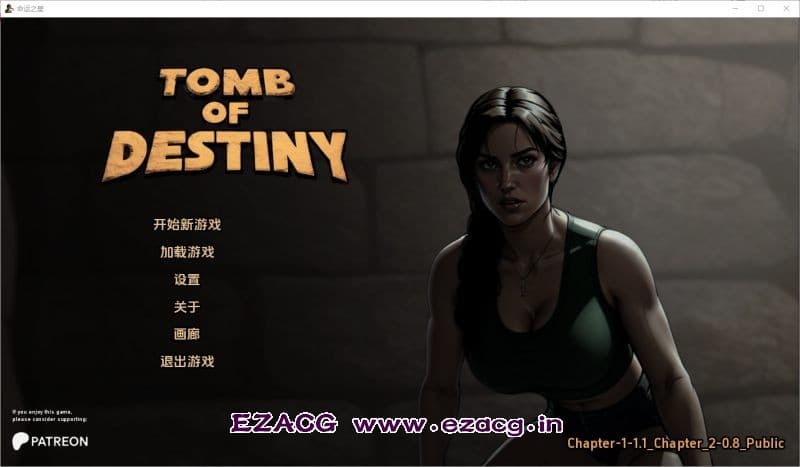 命运之墓
TOMB
OF
DESTINY
开始新游戏
加载游戏
设置
关于
画廊
退出游戏
If you enjoy this game,
please consider supporting:
PATREON
EZACG www.ezacg.in
Chapter-1-1.1_Chapter_2-0.8_Public